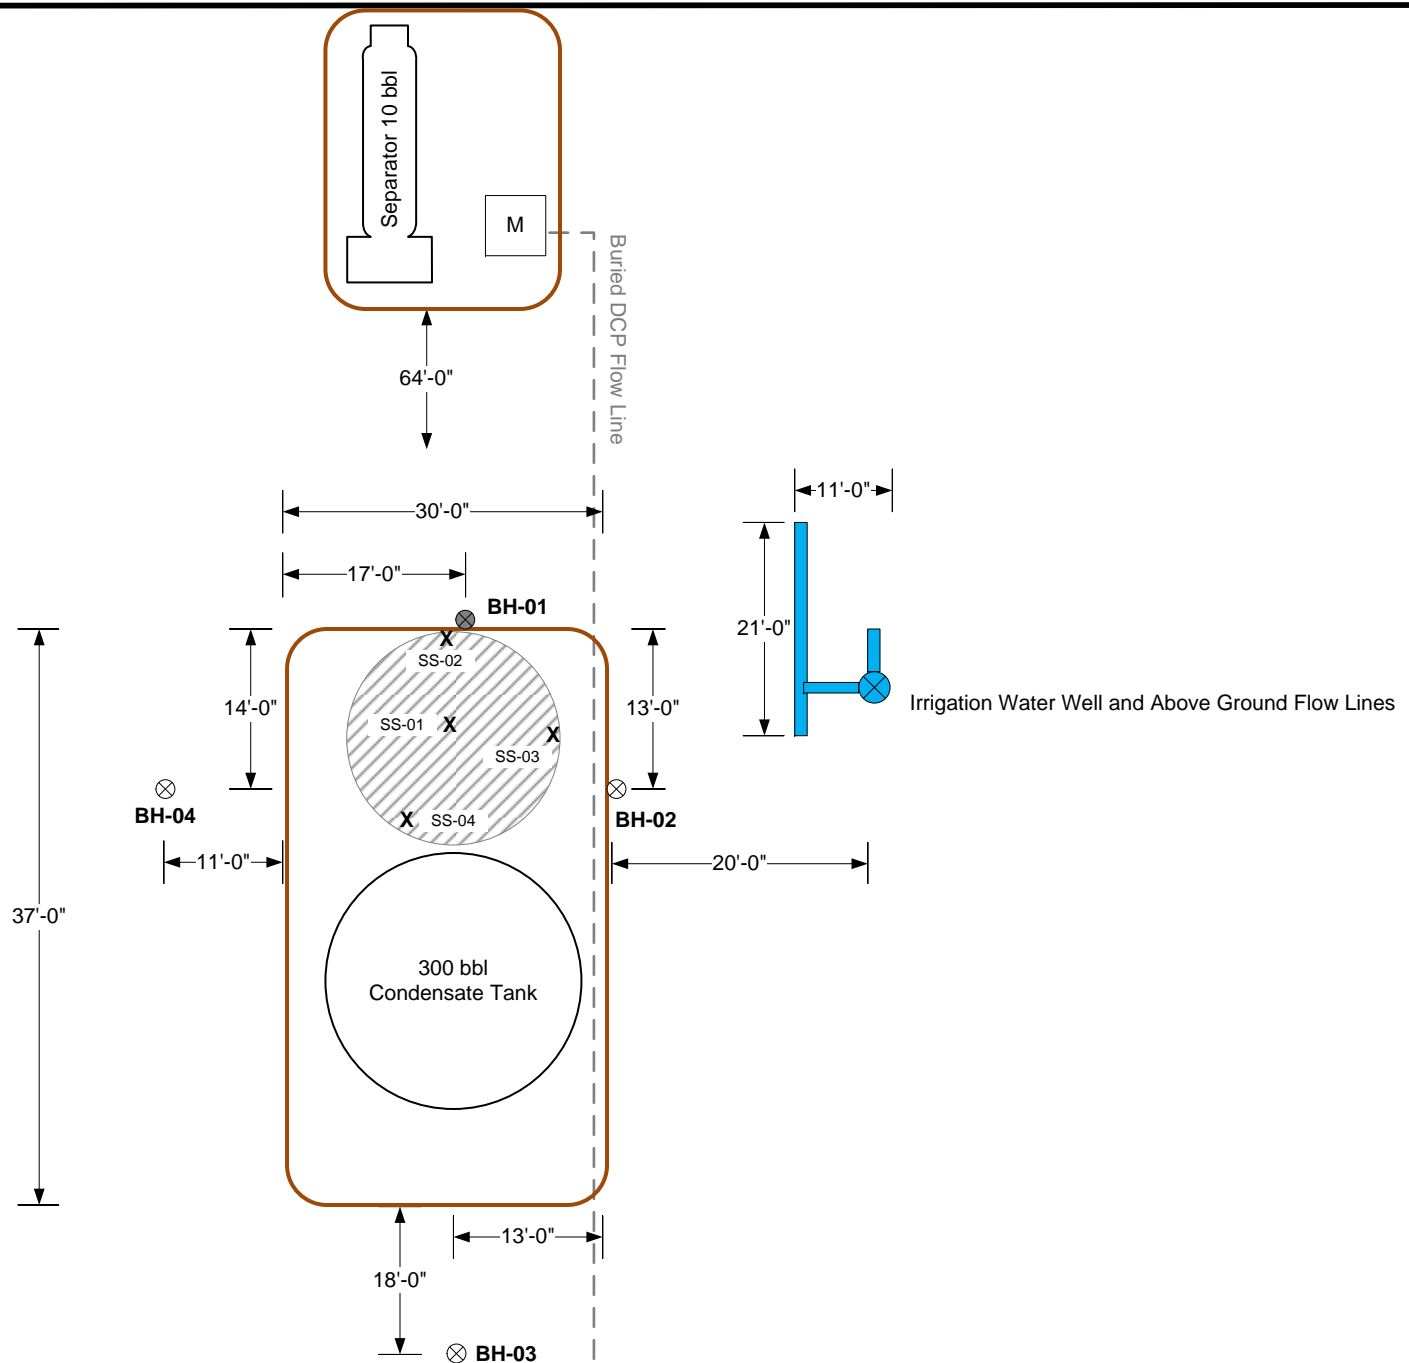 Separator 10 bbl
M
Buried DCP Flow Line
64'-0"
11'-0"
30'-0"
17'-0"
BH-01
21'-0"
X
SS-02
14'-0"
13'-0"
Irrigation Water Well and Above Ground Flow Lines
SS-01
X
X
SS-03
BH-04
X
SS-04
BH-02
11'-0"
20'-0"
37'-0"
300 bbl
Condensate Tank
13'-0"
18'-0"
BH-03